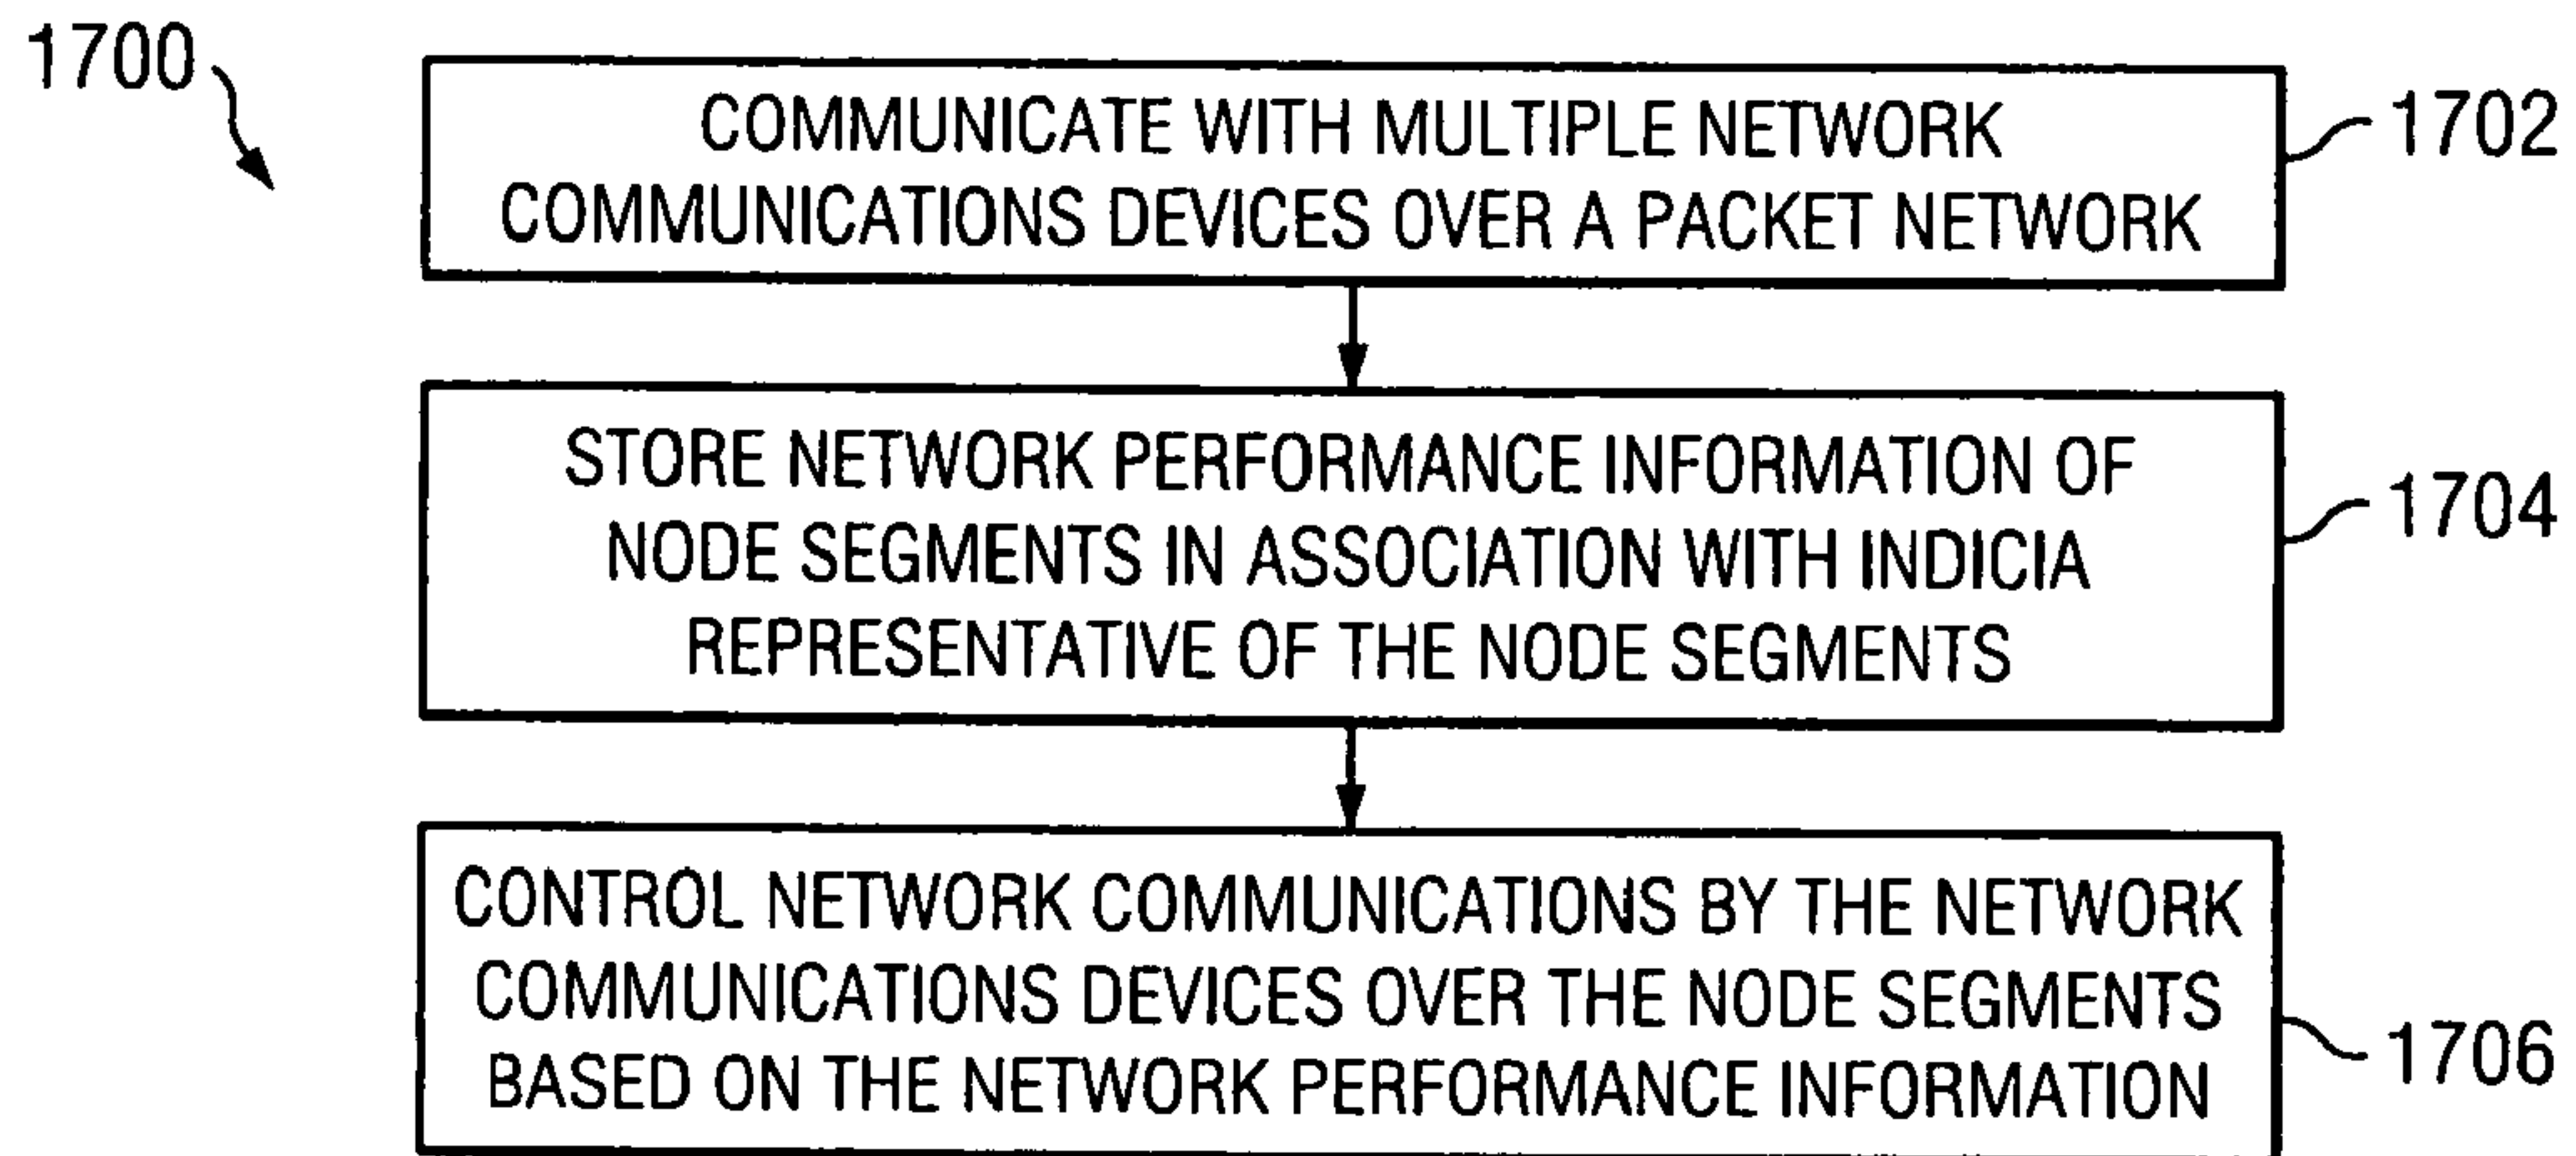 1700
COMMUNICATE WITH MULTIPLE NETWORK
COMMUNICATIONS DEVICES OVER A PACKET NETWORK
1702
STORE NETWORK PERFORMANCE INFORMATION OF
NODE SEGMENTS IN ASSOCIATION WITH INDICIA
REPRESENTATIVE OF THE NODE SEGMENTS
1704
CONTROL NETWORK COMMUNICATIONS BY THE NETWORK
COMMUNICATIONS DEVICES OVER THE NODE SEGMENTS
BASED ON THE NETWORK PERFORMANCE INFORMATION
1706